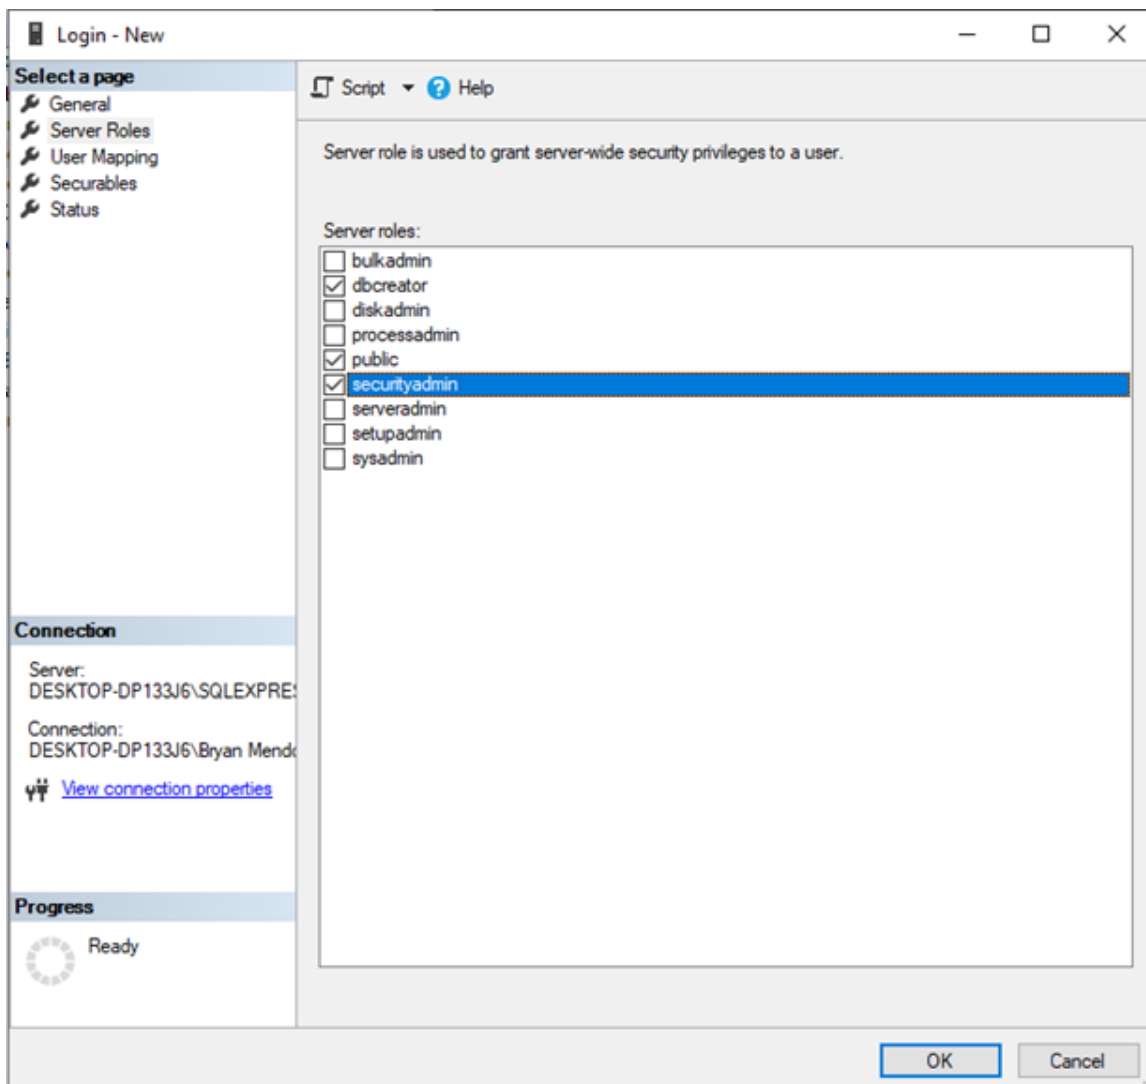 Login - New
Select a page
General
Server Roles
User Mapping
Securables
Status
Script
Help
Server role is used to grant server-wide security privileges to a user.
Server roles:
bulkadmin
dbcreator
diskadmin
processadmin
public
securityadmin
serveradmin
setupadmin
sysadmin
Connection
Server:
DESKTOP-DP133J6\SQLEXPRES
Connection:
DESKTOP-DP133J6\Bryan Mendo
View connection properties
Progress
Ready
OK
Cancel